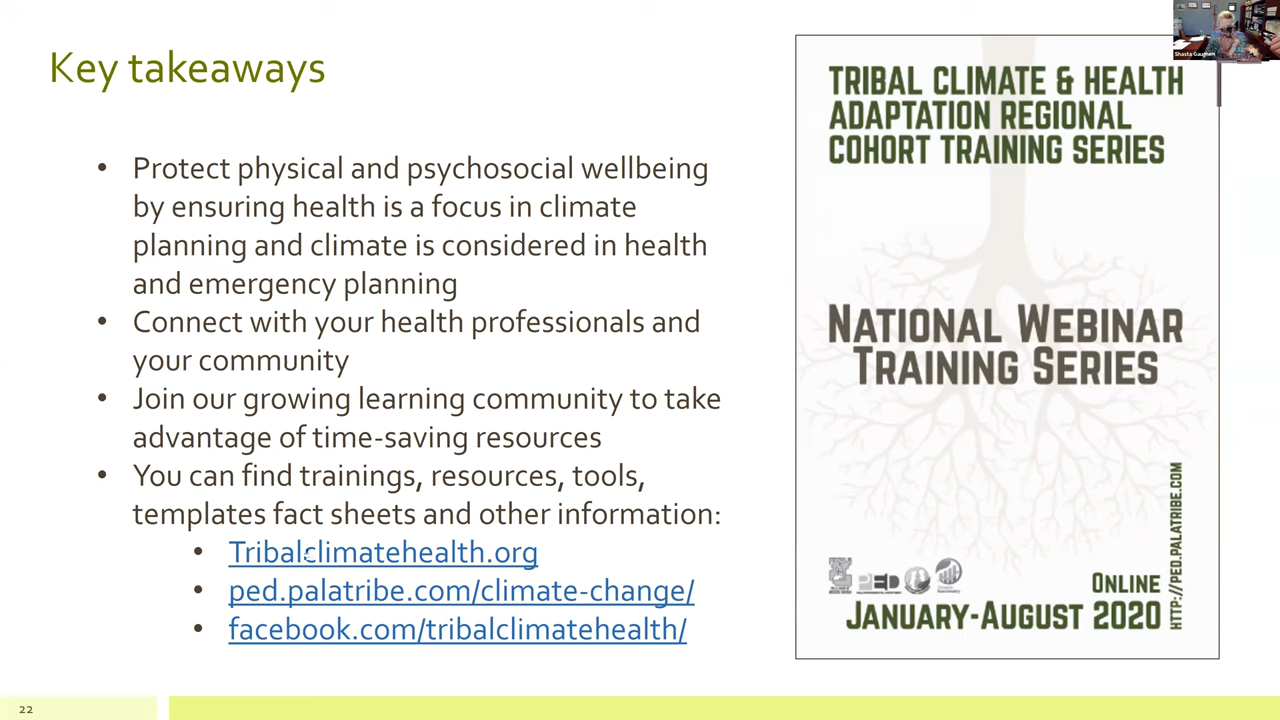 Key takeaways
• Protect physical and psychosocial wellbeing
by ensuring health is a focus in climate
planning and climate is considered in health
and emergency planning
• Connect with your health professionals and
your community
• Join our growing learning community to take
advantage of time-saving resources
• You can find trainings, resources, tools,
templates fact sheets and other information:
• Tribalclimatehealth.org
• ped.palatribe.com/climate-change/
• facebook.com/tribalclimatehealth/
22
Shasta Gaughen
TRIBAL CLIMATE & HEALTH
ADAPTATION REGIONAL
COHORT TRAINING SERIES
NATIONAL WEBINAR
TRAINING SERIES
PED
ONLINE
JANUARY-AUGUST 2020
HTTP://PED.PALATRIBE.COM